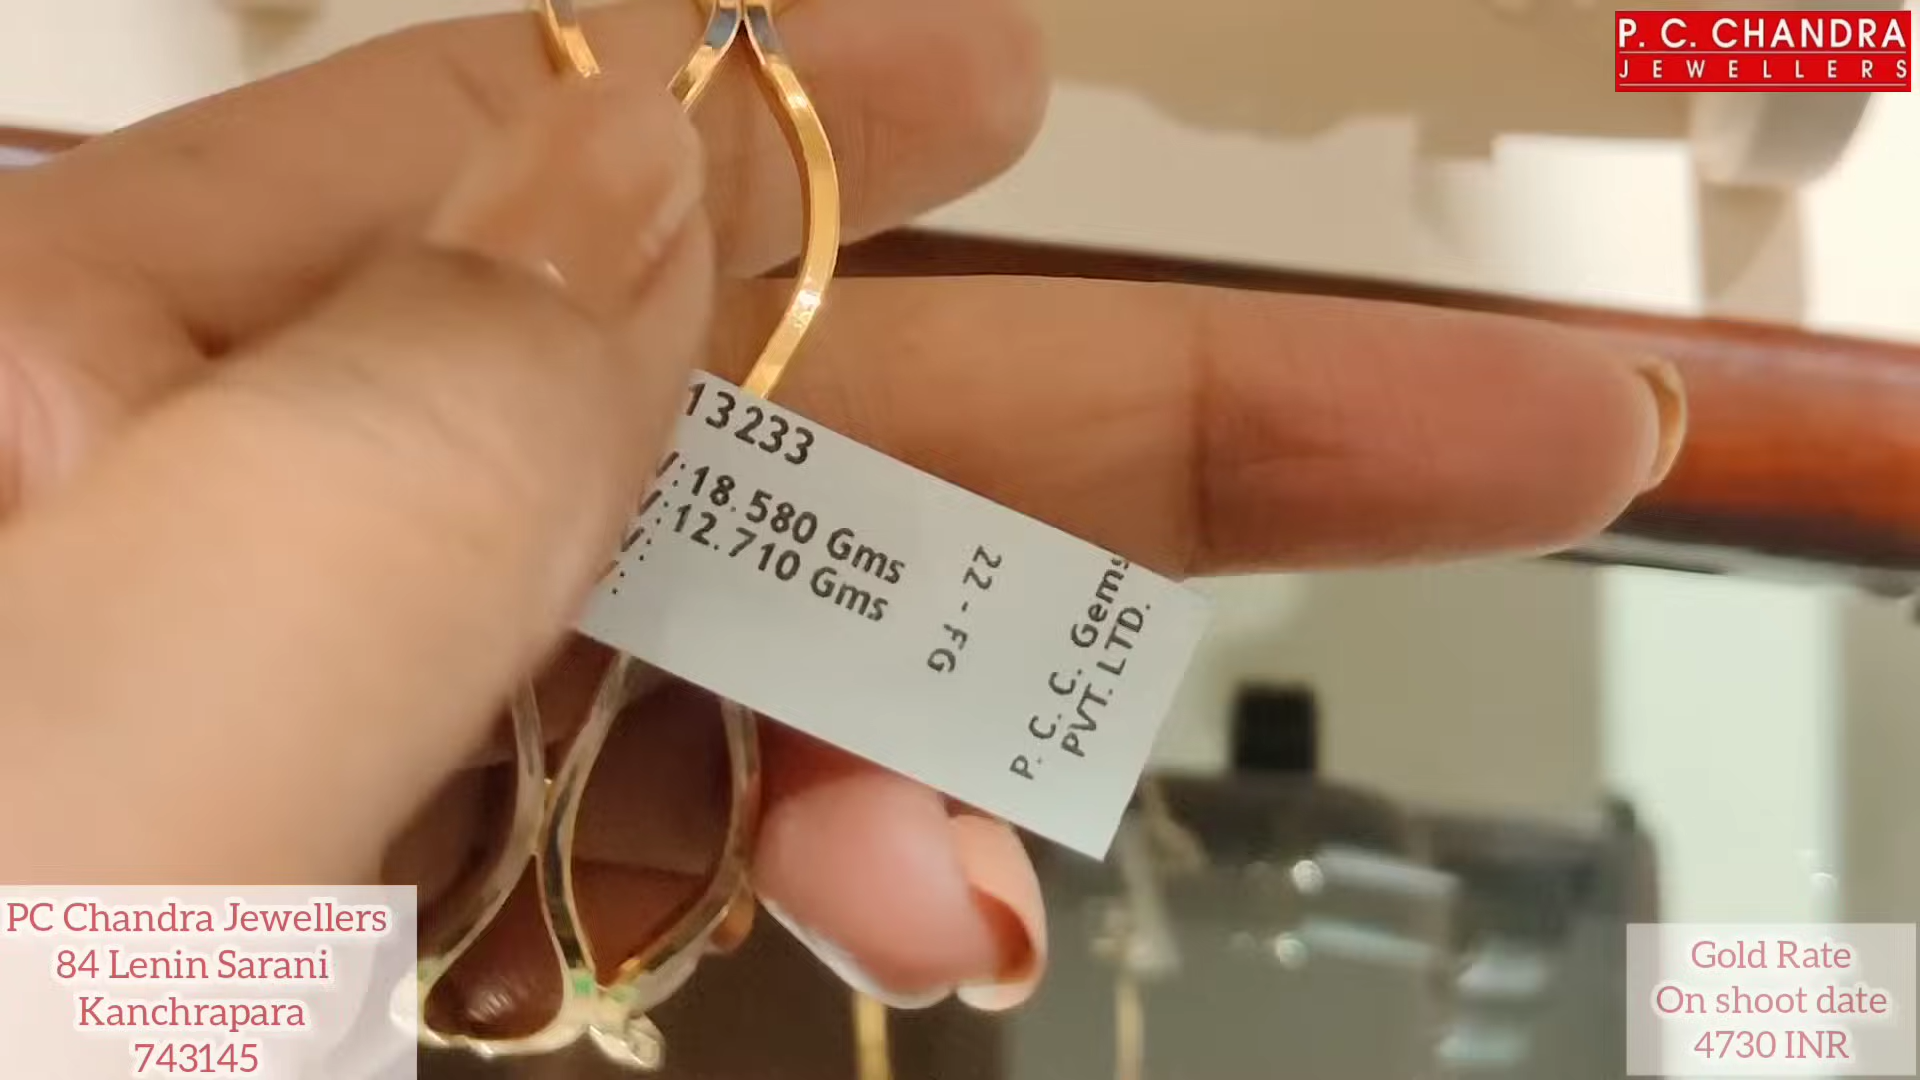 P. C. CHANDRA
JEWELLERS
13233
18.580 Gms
12.710 Gms
22 - FG
P. C. C. Gems
PVT. LTD.
PC Chandra Jewellers
84 Lenin Sarani
Kanchrapara
743145
Gold Rate
On shoot date
4730 INR